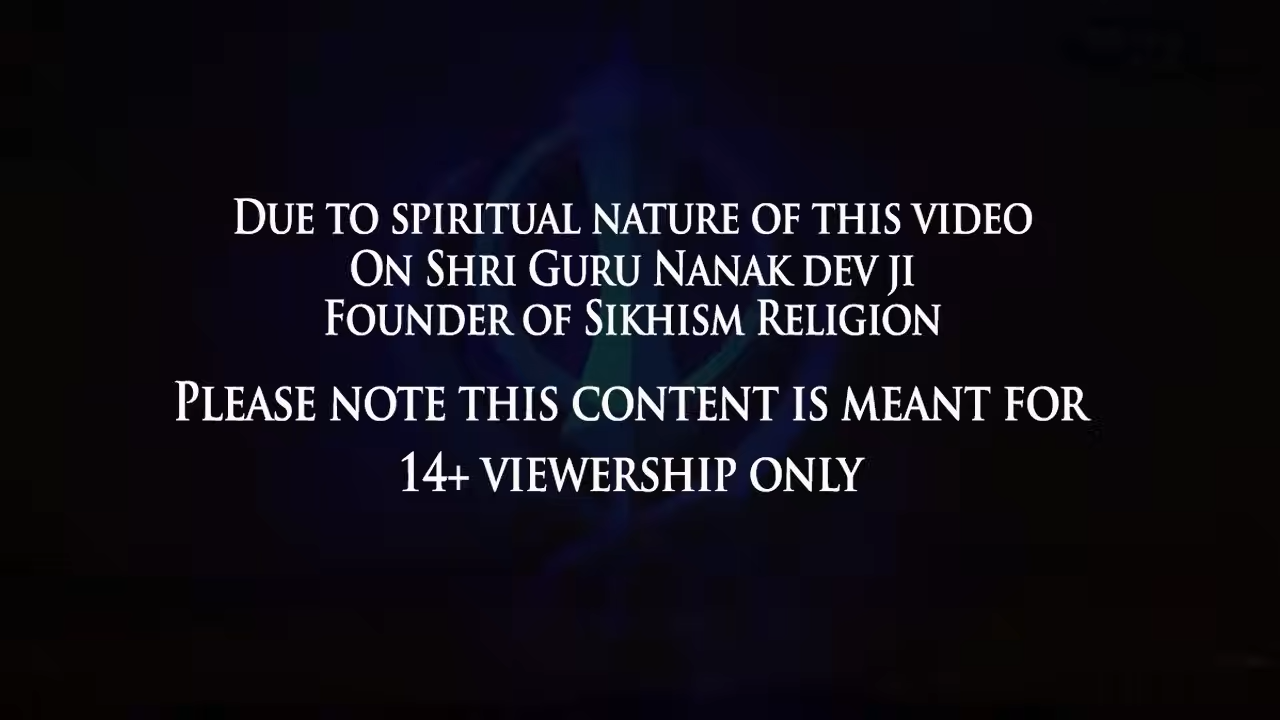 Due to spiritual nature of this video
On Shri Guru Nanak dev ji
Founder of Sikhism Religion
Please note this content is meant for
14+ viewership only